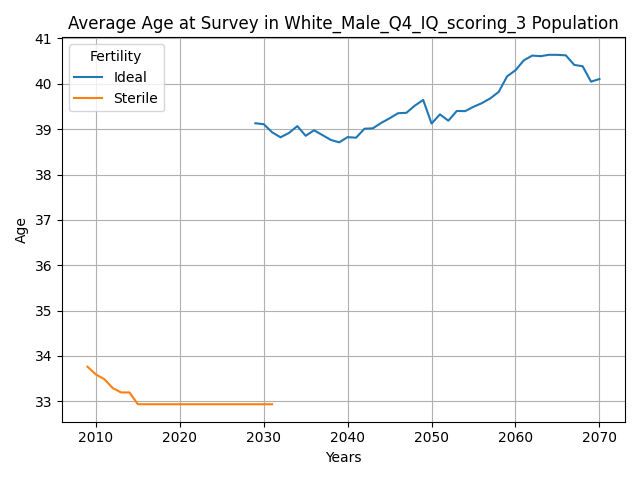 Average Age at Survey in White_Male_Q4_IQ_scoring_3 Population
41
40
39
38
37
36
35
34
33
Age
Fertility
Ideal
Sterile
2010 2020 2030 2040 2050 2060 2070
Years